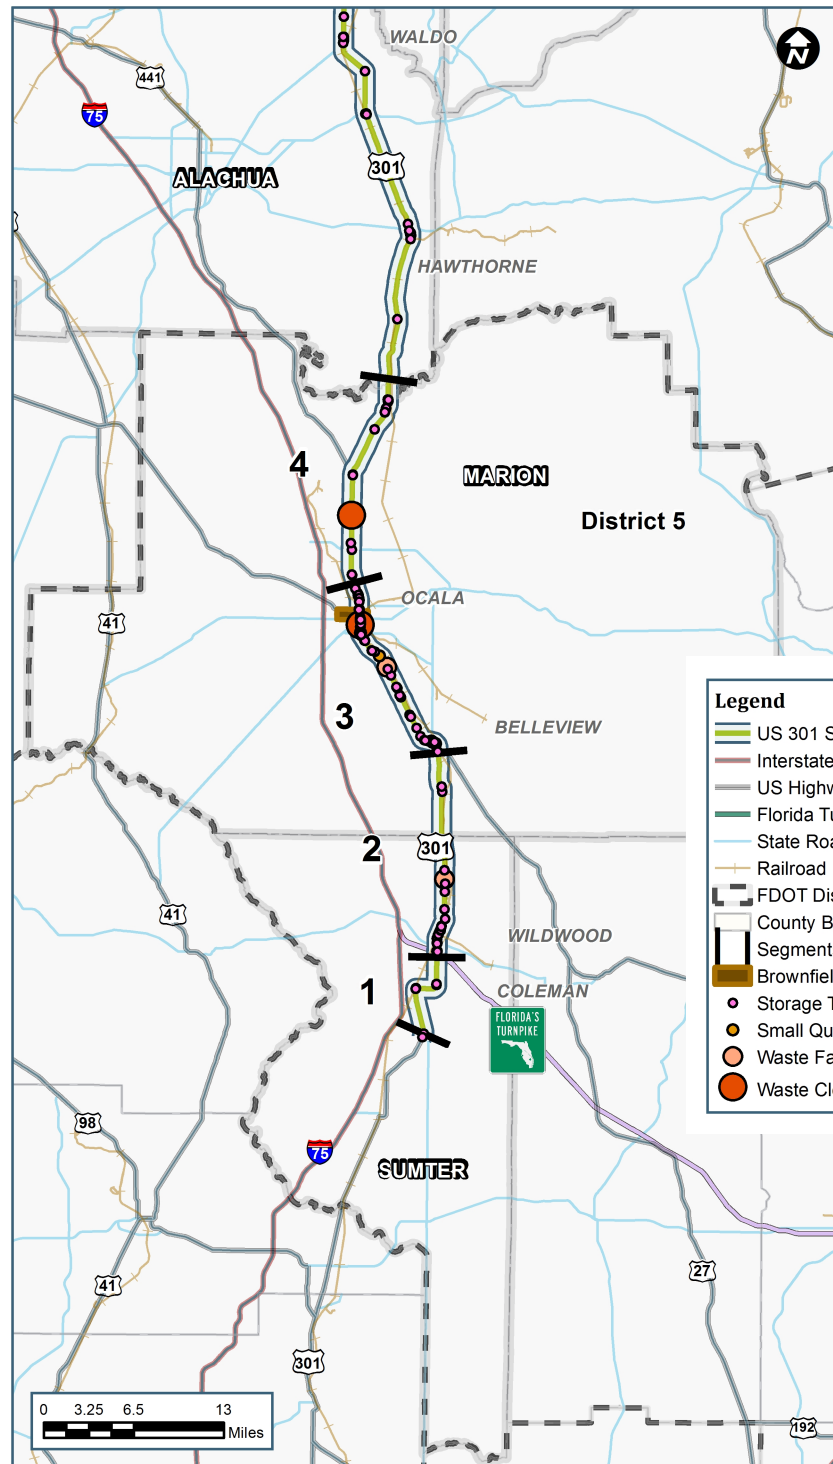 WALDO
441
75
301
ALACHUA
HAWTHORNE
4
MARION
District 5
OCALA
41
3
BELLEVIEW
Legend
US 301 S
Interstate
US Highw
Florida Tu
State Roa
Railroad
FDOT Dis
County B
Segment
Brownfiel
Storage T
Small Qu
Waste Fa
Waste Cle
301
2
41
WILDWOOD
1
COLEMAN
FLORIDA'S
TURNPIKE
98
75
SUMTER
41
27
301
192
0 3.25 6.5 13
Miles
N